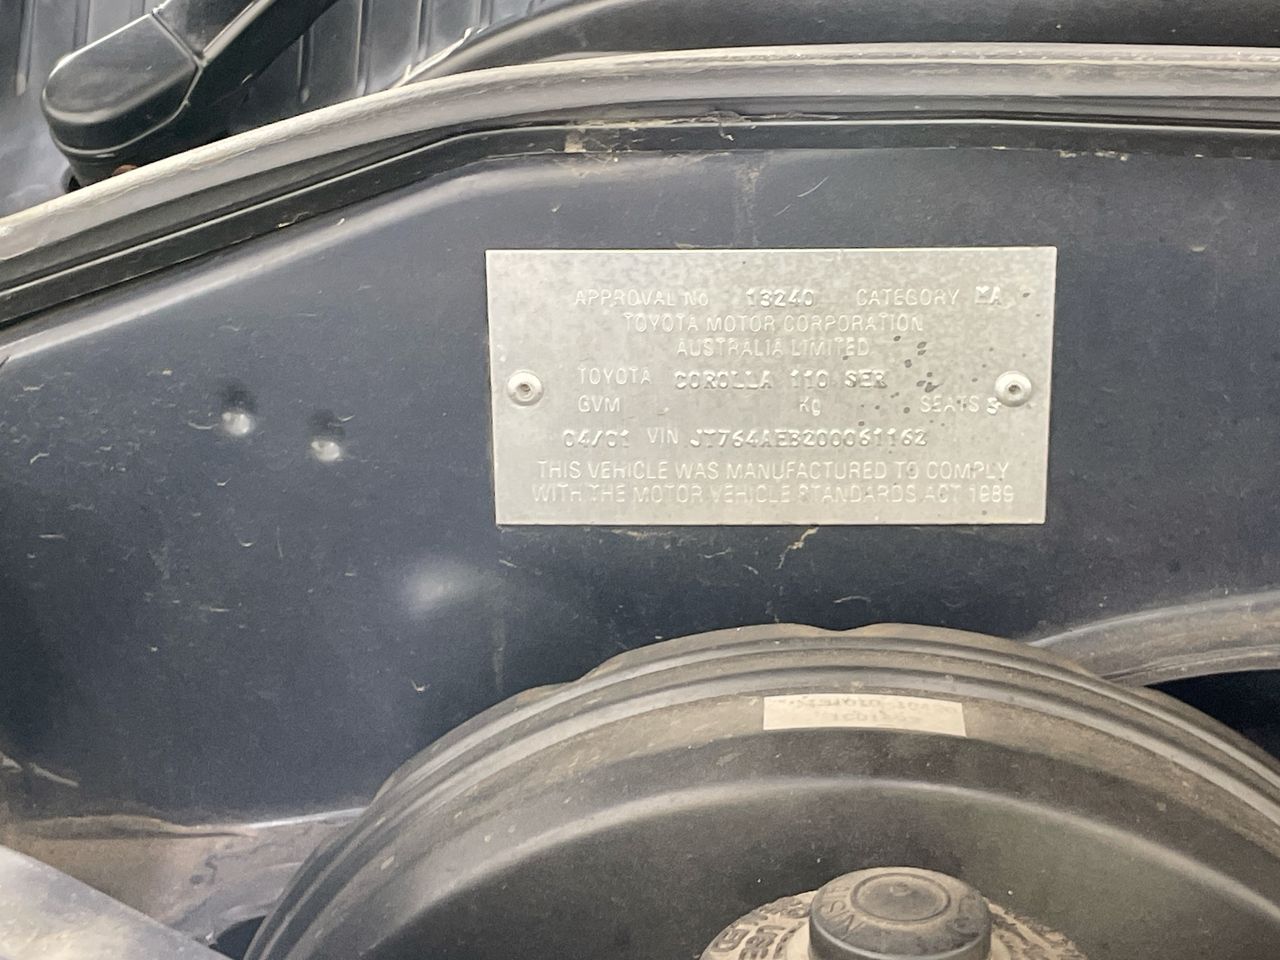 APPROVAL No 13240 CATEGORY MA
TOYOTA MOTOR CORPORATION
AUSTRALIA LIMITED
TOYOTA COROLLA 110 SER
GVM Kg SEATS 5
04/01 VIN JT764AEB200061162
THIS VEHICLE WAS MANUFACTURED TO COMPLY
WITH THE MOTOR VEHICLE STANDARDS ACT 1989